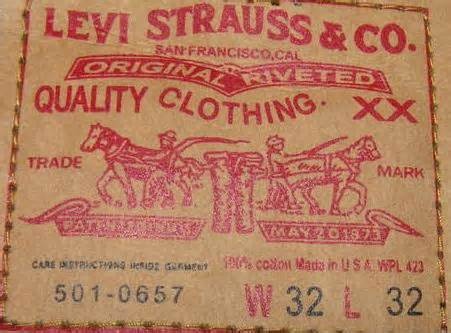 LEVI STRAUSS & CO.
SAN FRANCISCO, CAL
ORIGINAL RIVETED
QUALITY CLOTHING. XX
TRADE MARK
MAY 20 1873
CARE INSTRUCTIONS INSIDE GARMENT 100% cotton Made in U S A WPL 423
501-0657 W 32 L 32